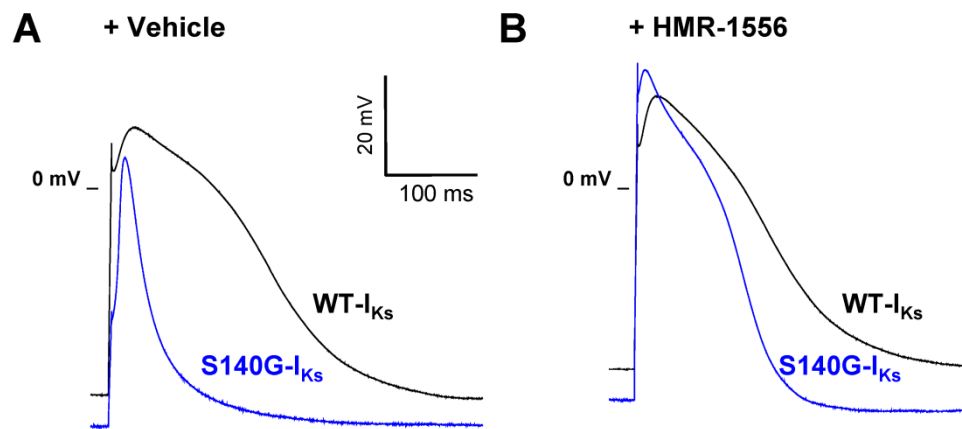 A + Vehicle
B + HMR-1556
20 mV
100 ms
0 mV
WT-IKs
S140G-IKs
0 mV
WT-IKs
S140G-IKs